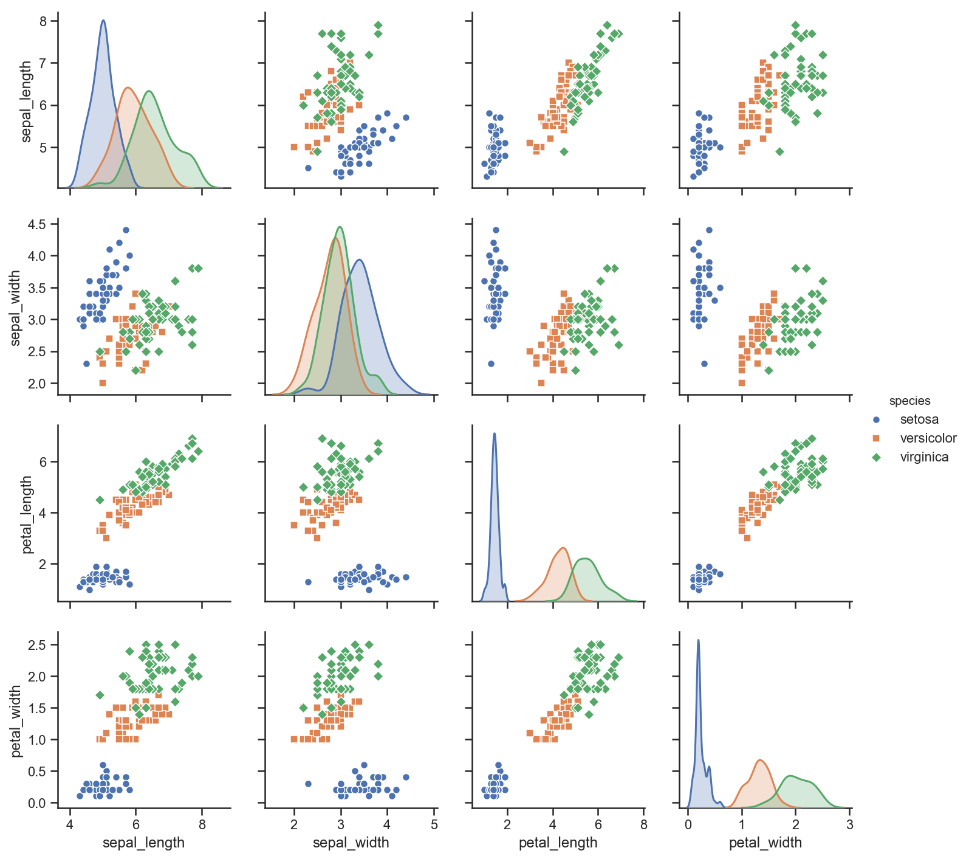 8
7
6
5
sepal_length
4.5
4.0
3.5
3.0
2.5
2.0
sepal_width
species
setosa
versicolor
virginica
6
4
2
petal_length
2.5
2.0
1.5
1.0
0.5
0.0
petal_width
4 6 8 2 3 4 5 2 4 6 8 0 1 2 3
sepal_length sepal_width petal_length petal_width